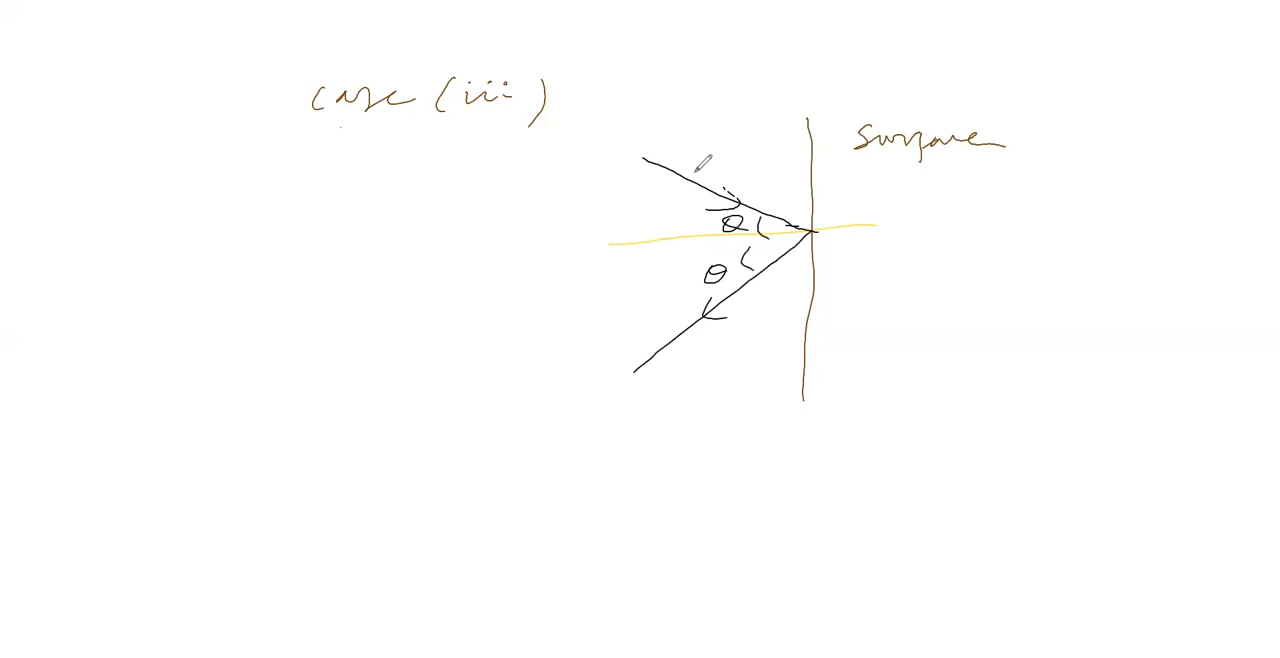 case (iii)
surface
θ
θ